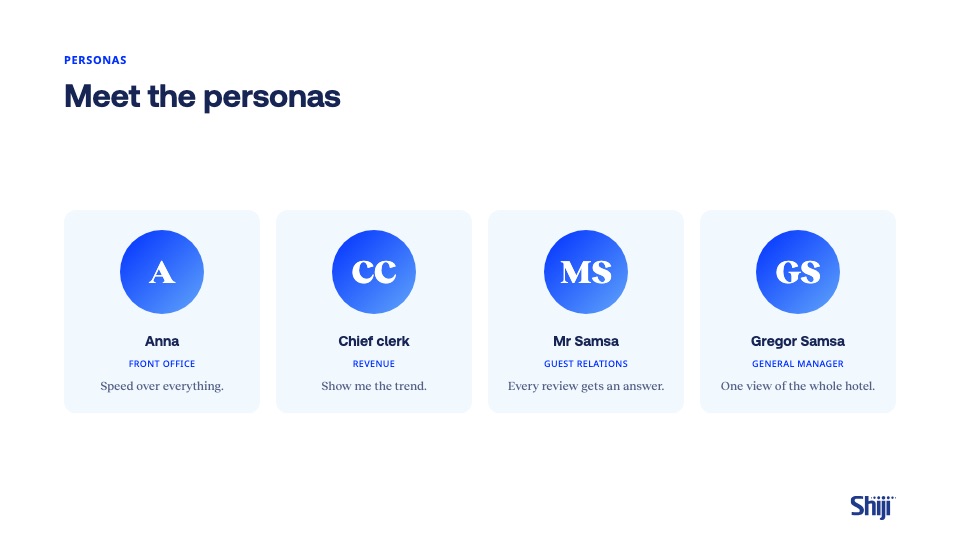 PERSONAS
Meet the personas
A
CC
MS
GS
Anna
Chief clerk
Mr Samsa
Gregor Samsa
FRONT OFFICE
REVENUE
GUEST RELATIONS
GENERAL MANAGER
Speed over everything.
Show me the trend.
Every review gets an answer.
One view of the whole hotel.
Shiji